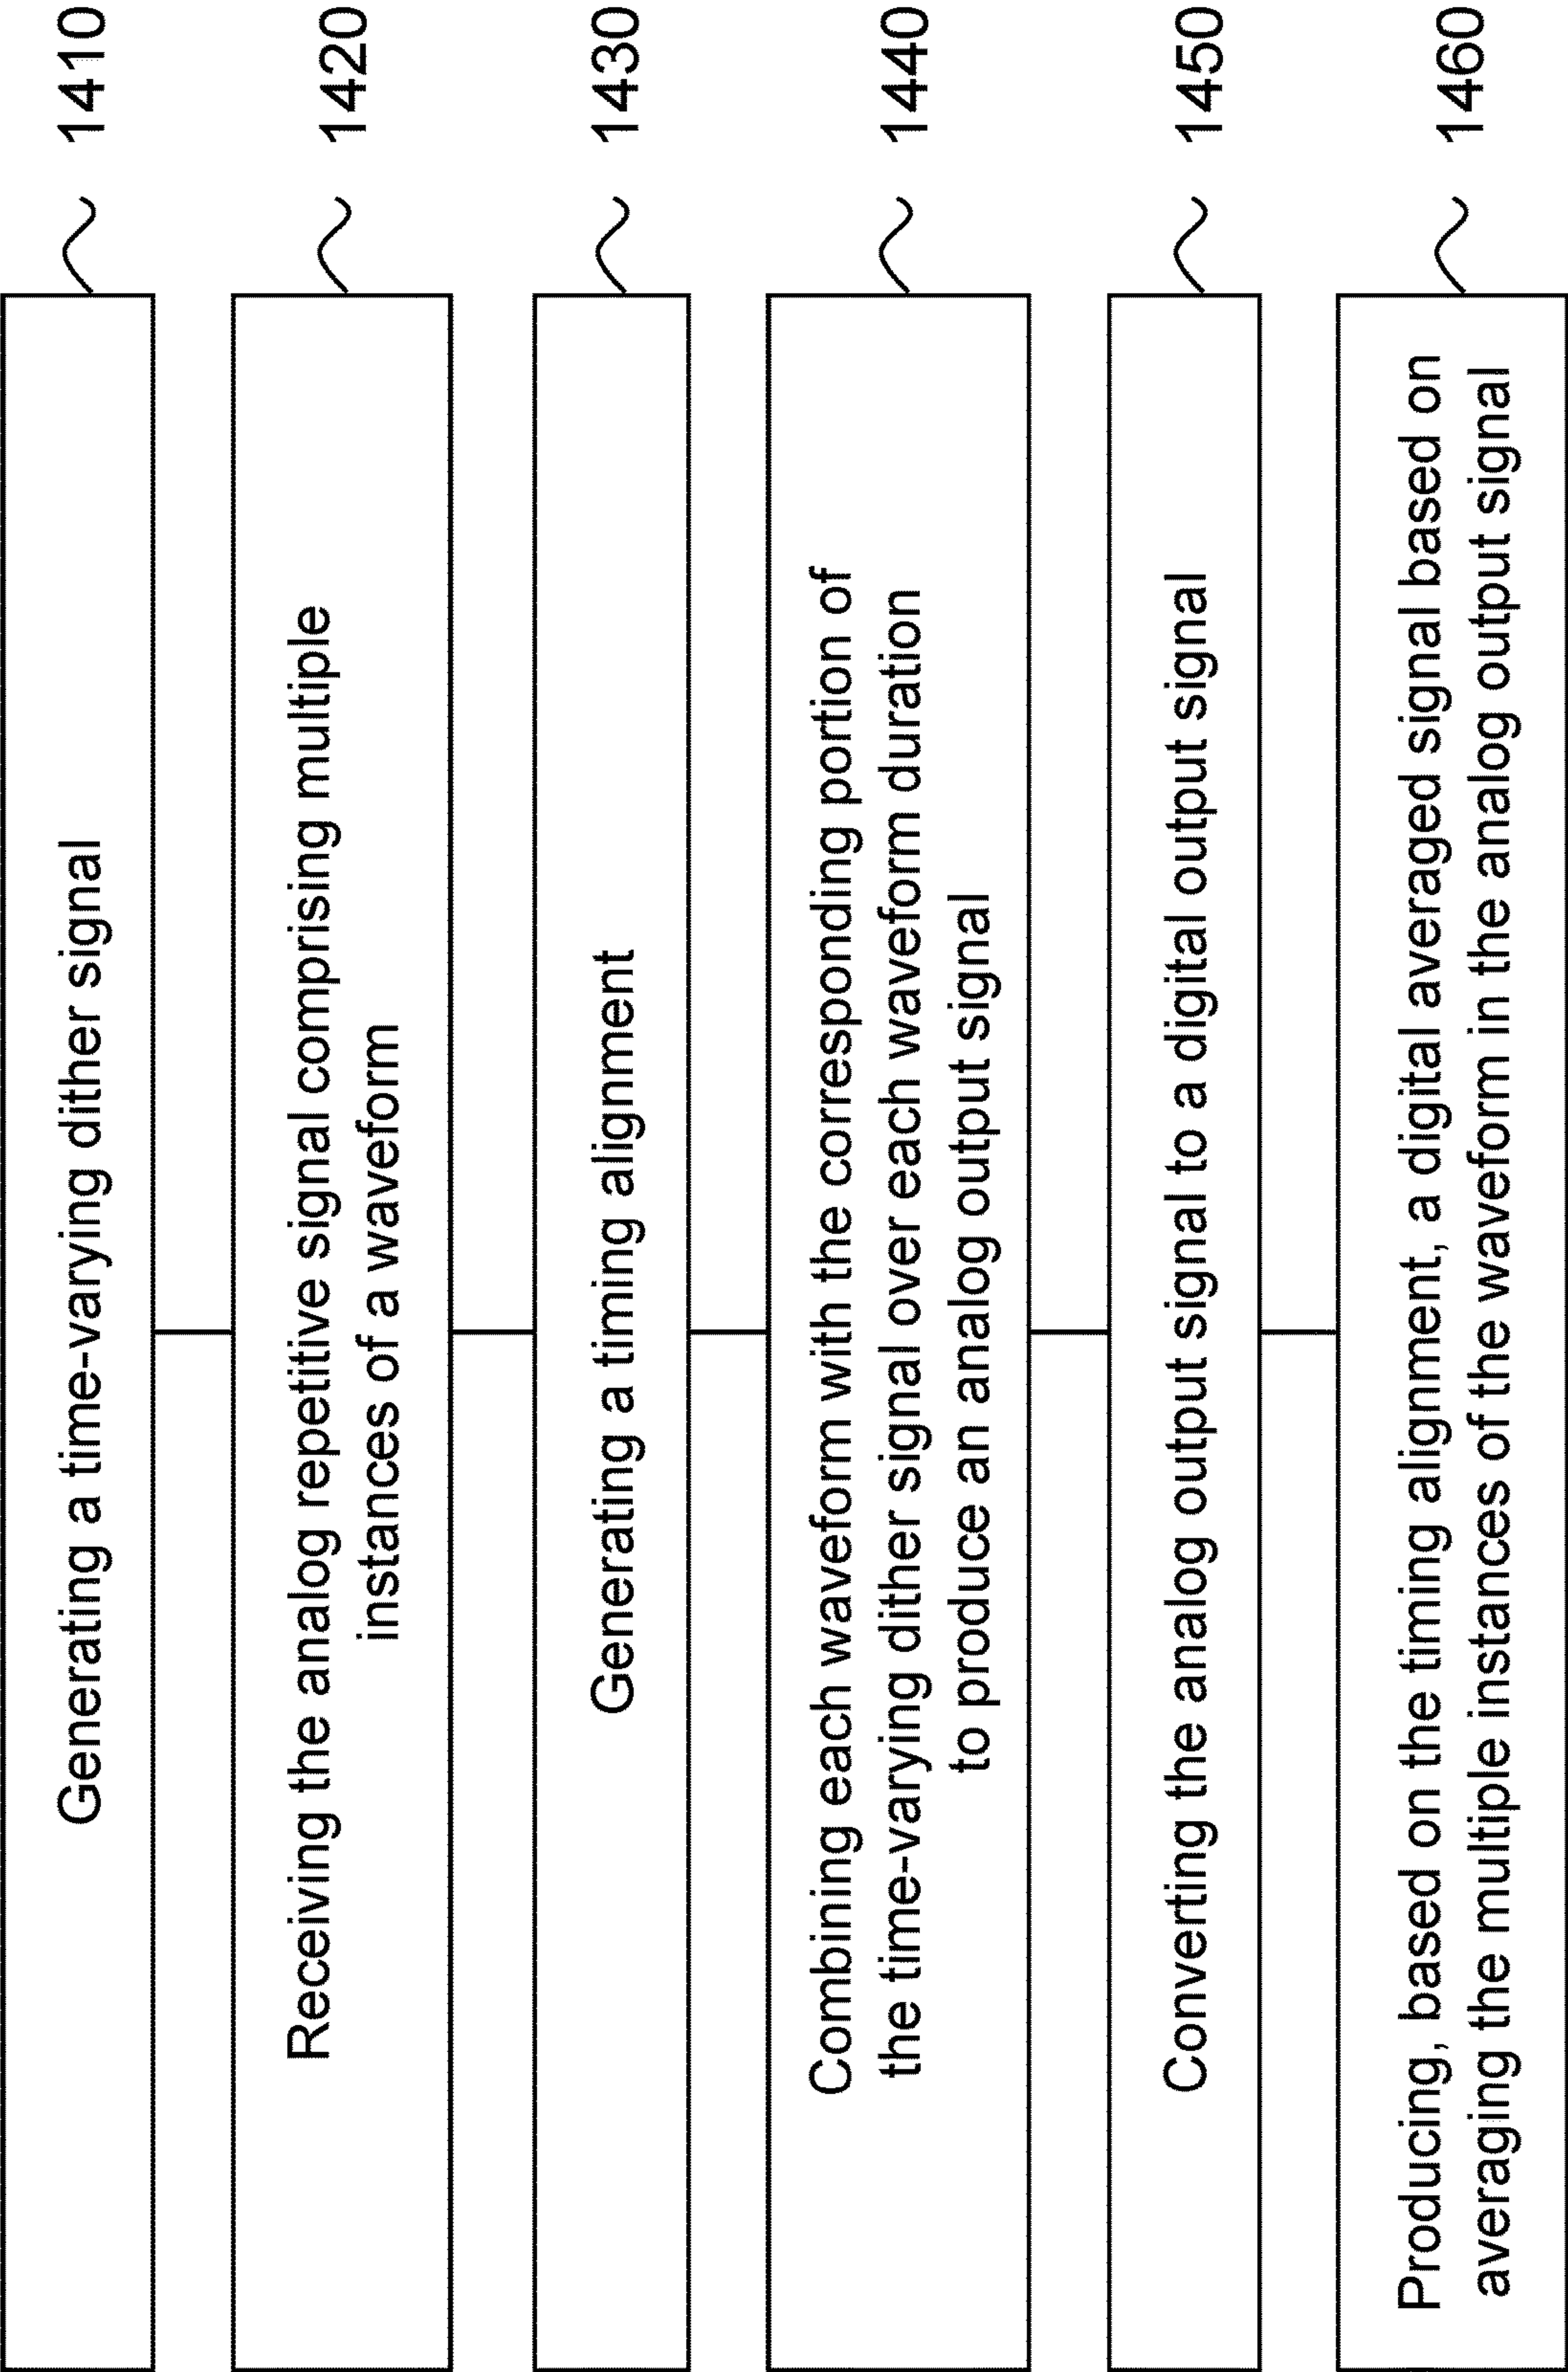 Generating a time-varying dither signal
1410
Receiving the analog repetitive signal comprising multiple
instances of a waveform
1420
Generating a timing alignment
1430
Combining each waveform with the corresponding portion of
the time-varying dither signal over each waveform duration
to produce an analog output signal
1440
Converting the analog output signal to a digital output signal
1450
Producing, based on the timing alignment, a digital averaged signal based on
averaging the multiple instances of the waveform in the analog output signal
1460